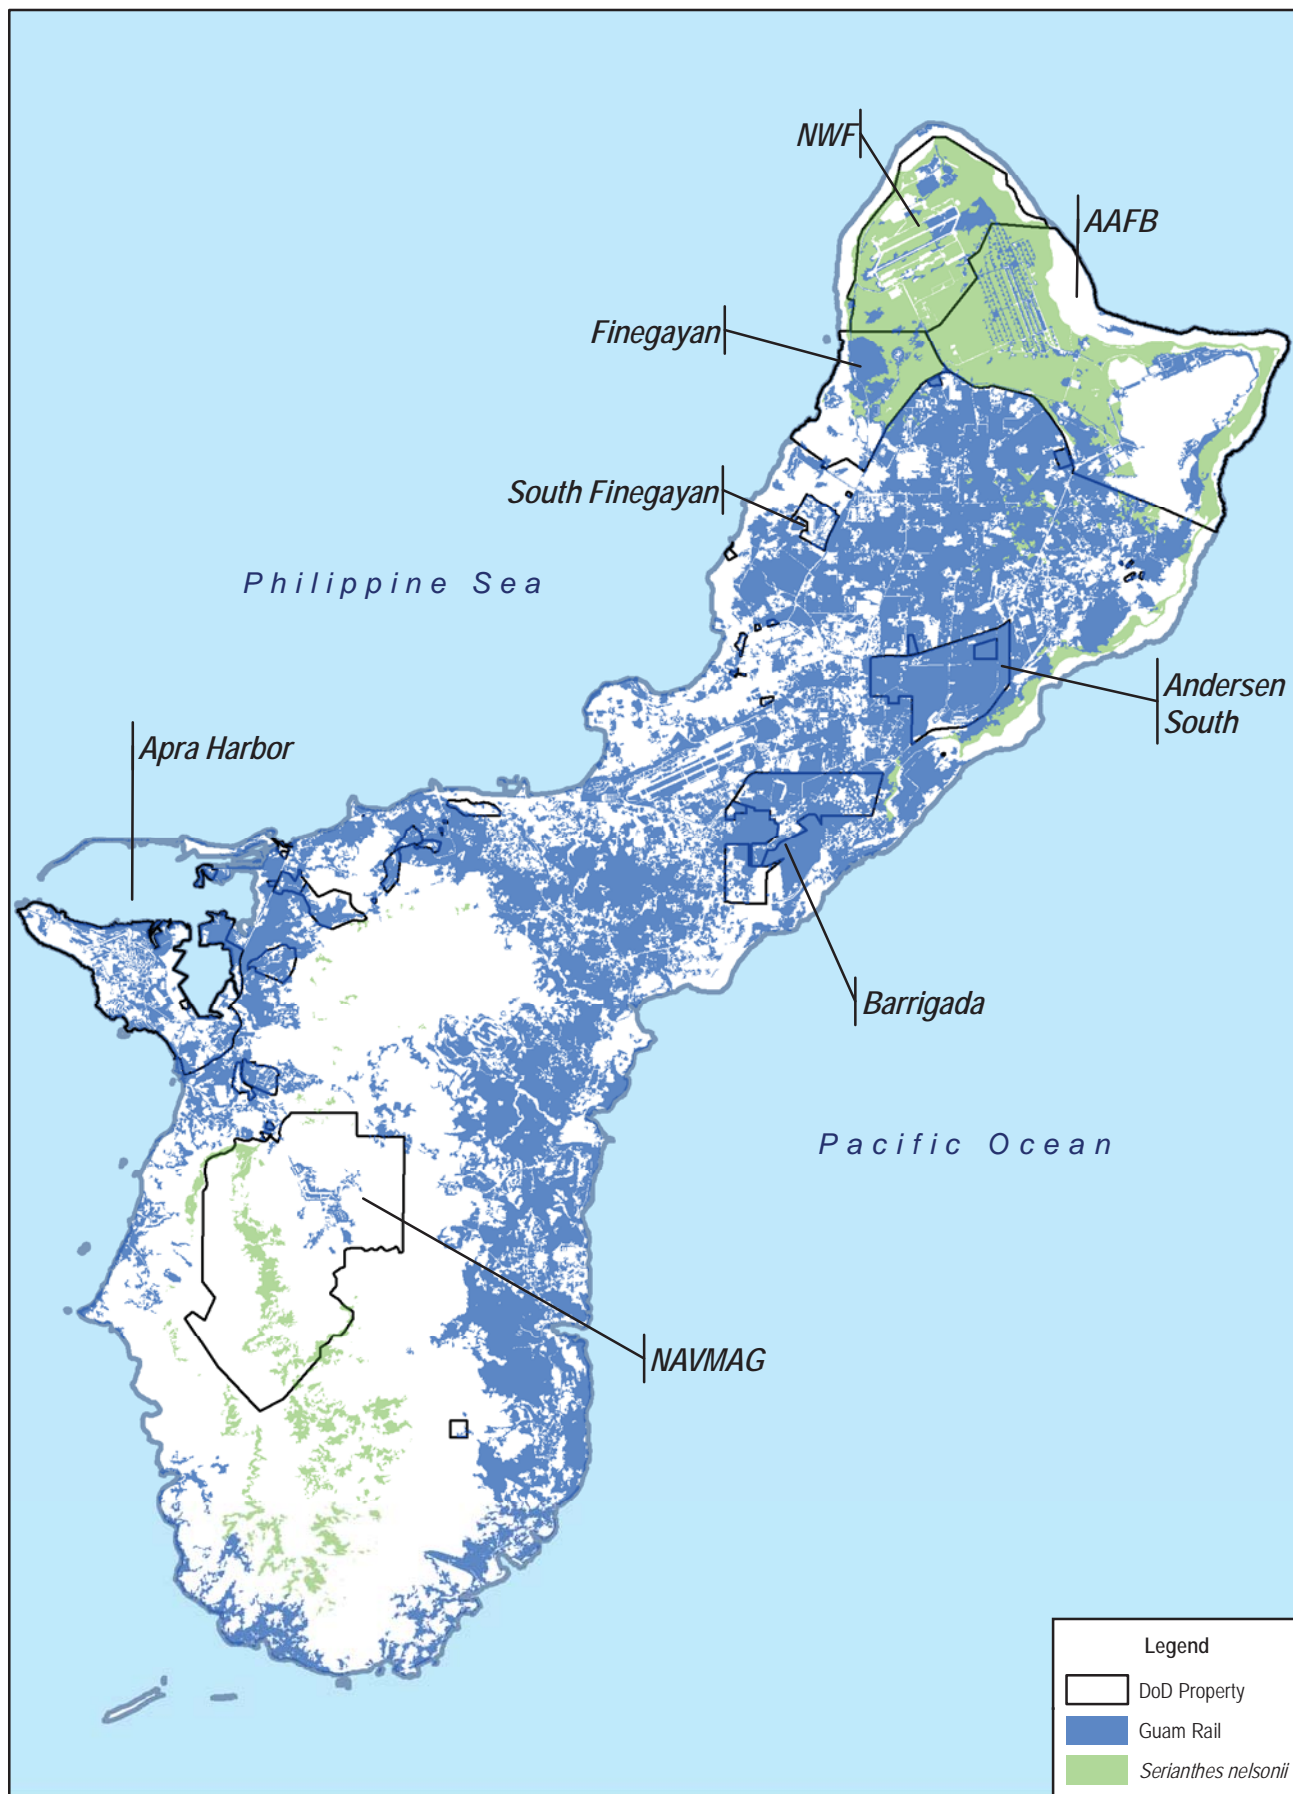 NWF
AAFB
Finegayan
South Finegayan
Philippine Sea
Andersen
South
Apra Harbor
Barrigada
Pacific Ocean
NAVMAG
Legend
DoD Property
Guam Rail
Serianthes nelsonii